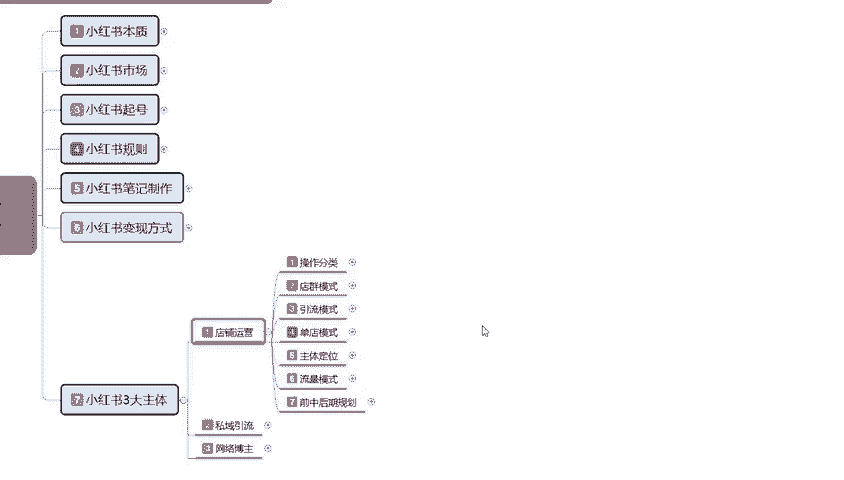 1 小红书本质
2 小红书市场
3 小红书起号
4 小红书规则
5 小红书笔记制作
6 小红书变现方式
7 小红书3大主体
1 店铺运营
1 操作分类
2 店群模式
3 引流模式
4 单店模式
5 主体定位
6 流量模式
7 前中后期规划
2 私域引流
3 网络博主